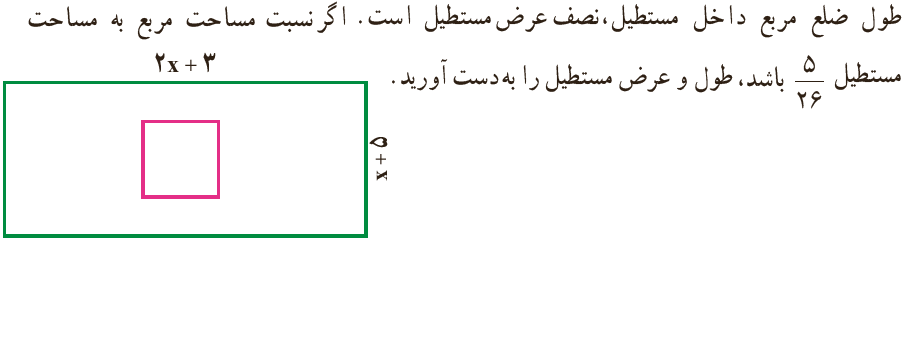 طول ضلع مربع داخل مستطیل، نصف عرض مستطیل است. اگر نسبت مساحت مربع به مساحت
مستطیل ۵/۲۶ باشد، طول و عرض مستطیل را به‌دست آورید.
۲x + ۳
x + ۵